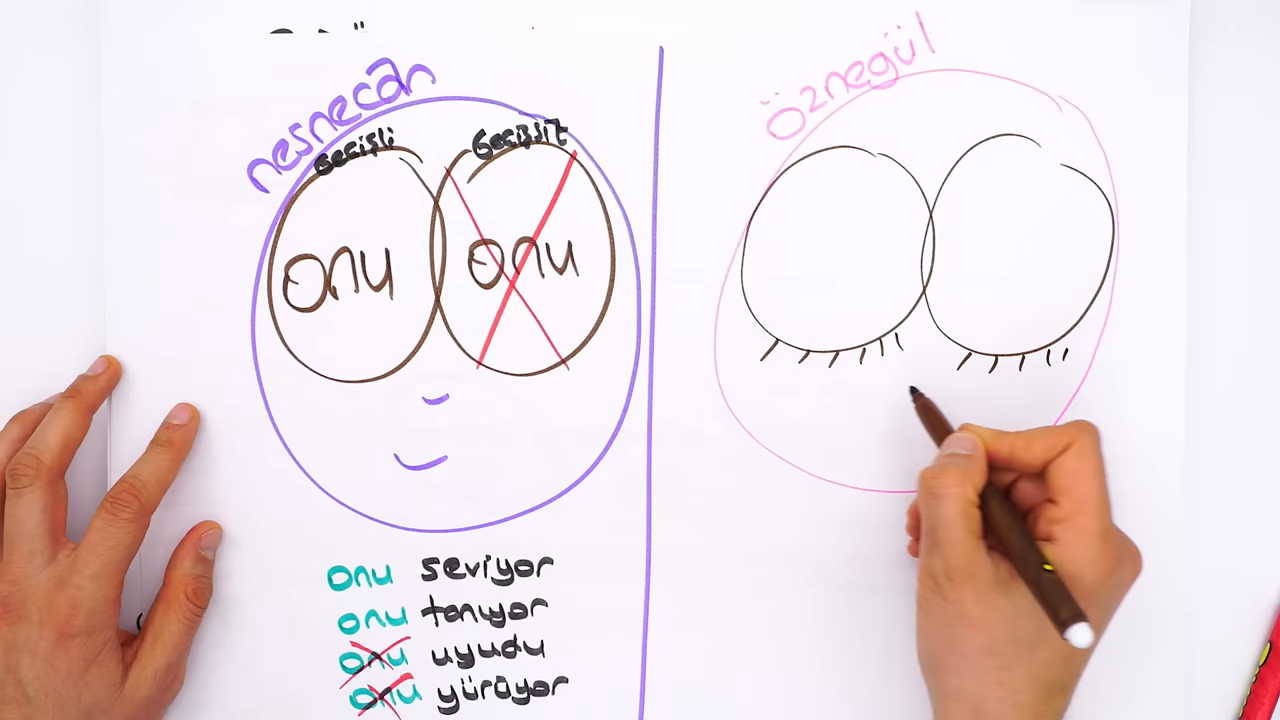 nesnecan
Geçişli
Geçişsiz
onu
onu
onu seviyor
onu tanıyor
onu uyudu
onu yürüyor
Öznegül